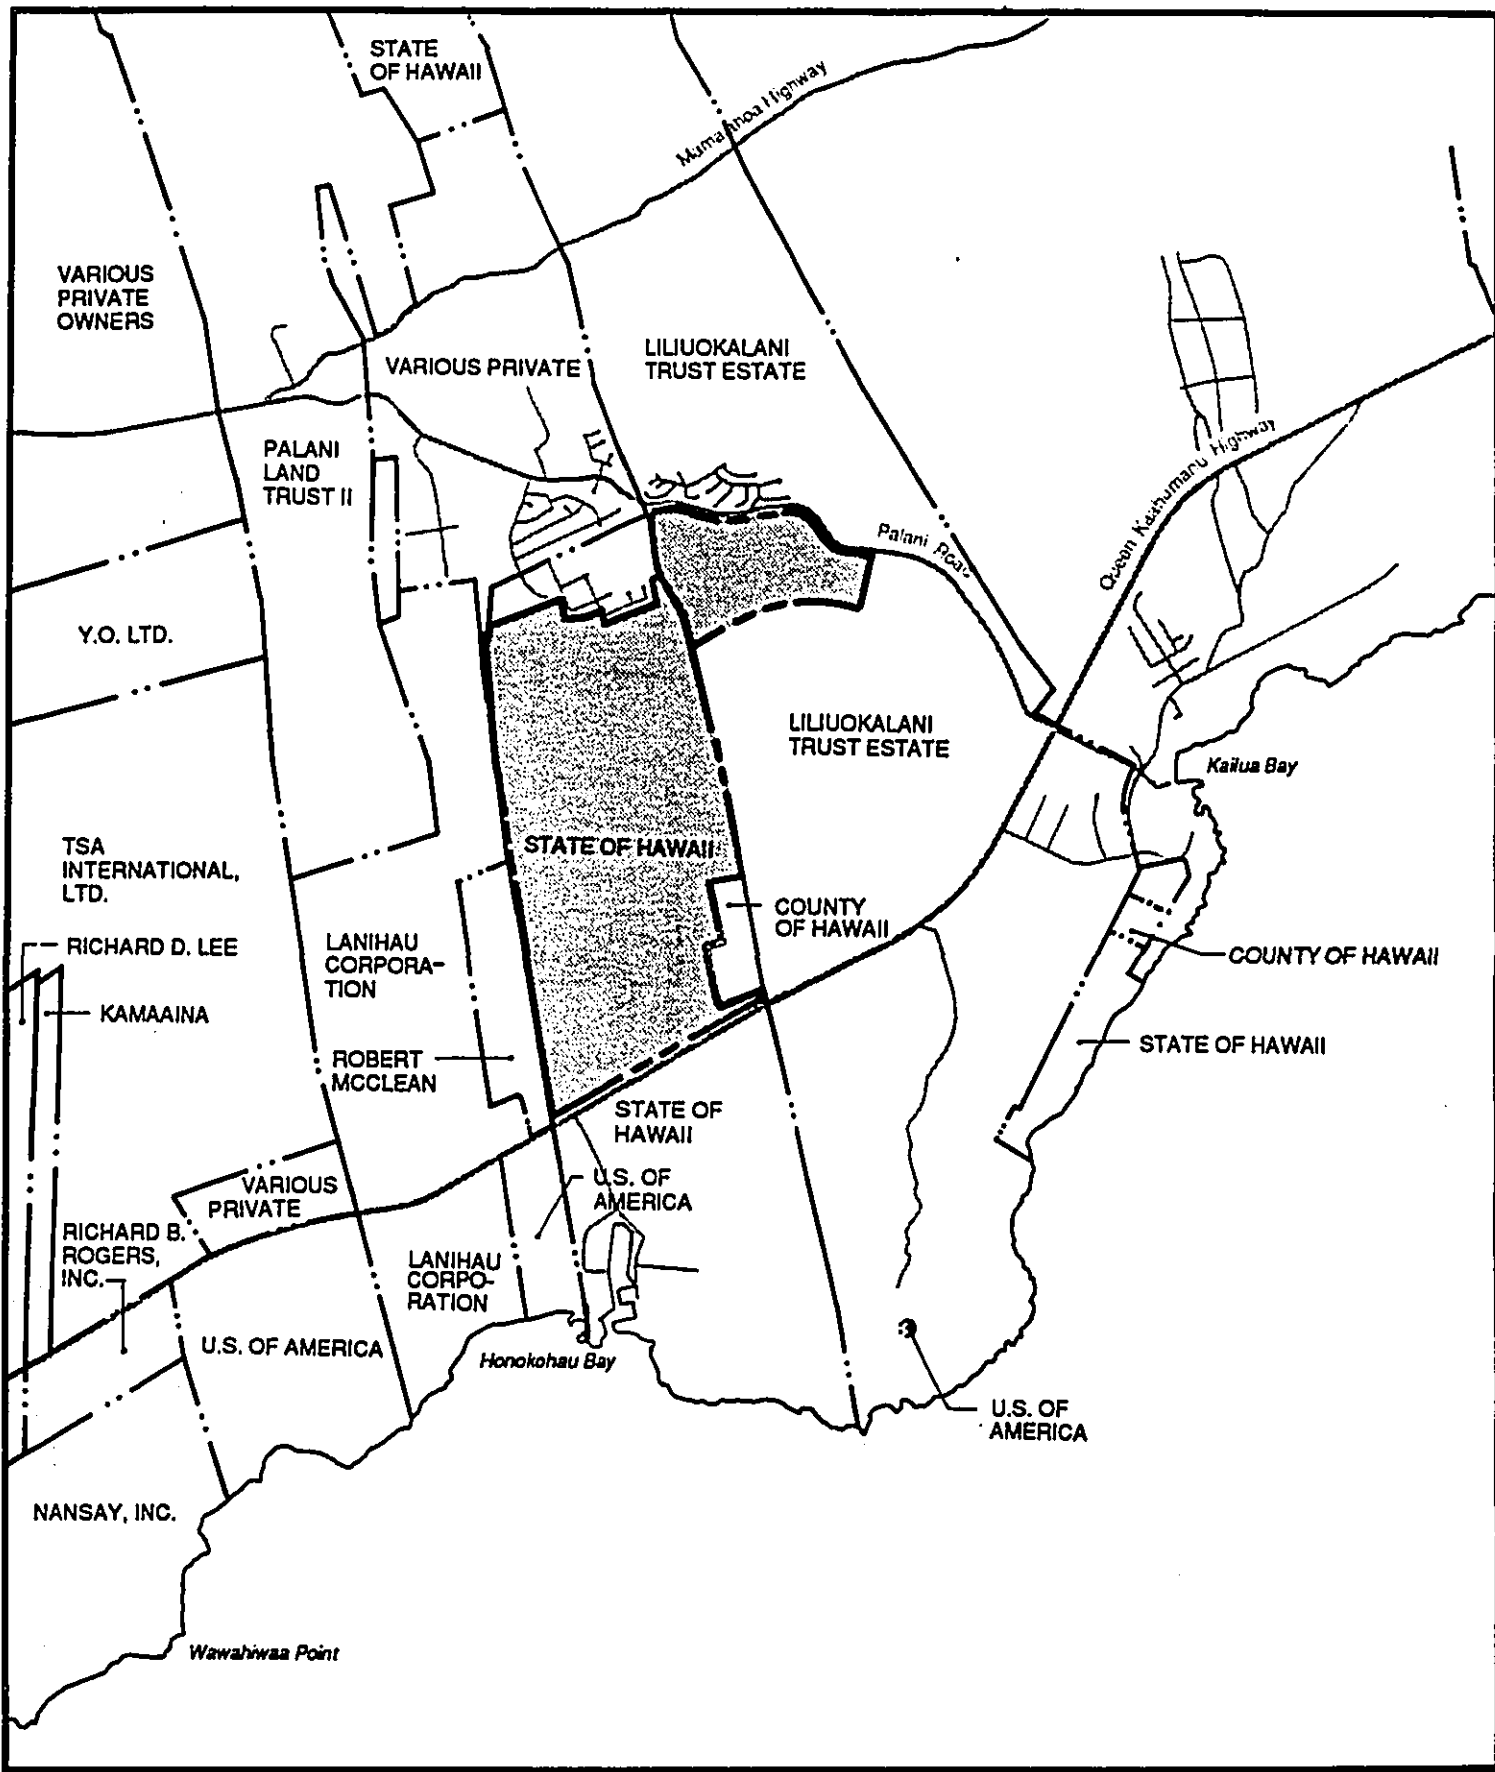 STATE
OF HAWAII
Mamalahoa Highway
VARIOUS
PRIVATE
OWNERS
VARIOUS PRIVATE
LILIUOKALANI
TRUST ESTATE
PALANI
LAND
TRUST II
Queen Kaahumanu Highway
Palani Road
Y.O. LTD.
LILIUOKALANI
TRUST ESTATE
Kailua Bay
TSA
INTERNATIONAL,
LTD.
STATE OF HAWAII
COUNTY
OF HAWAII
RICHARD D. LEE
LANIHAU
CORPORA-
TION
COUNTY OF HAWAII
KAMAAINA
STATE OF HAWAII
ROBERT
MCCLEAN
STATE OF
HAWAII
U.S. OF
AMERICA
VARIOUS
PRIVATE
RICHARD B.
ROGERS,
INC.
LANIHAU
CORPO-
RATION
U.S. OF AMERICA
Honokohau Bay
U.S. OF
AMERICA
NANSAY, INC.
Wawahiwaa Point